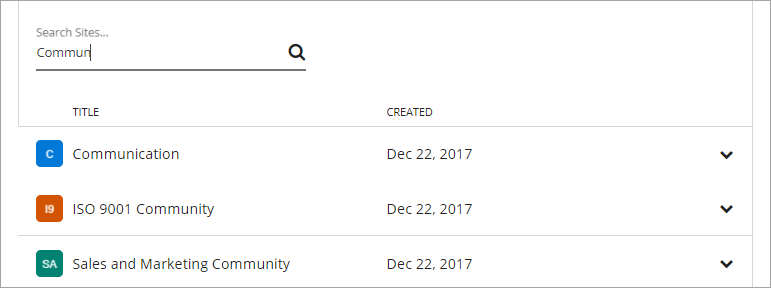 Search Sites...
Commun
TITLE CREATED
C Communication Dec 22, 2017
I9 ISO 9001 Community Dec 22, 2017
SA Sales and Marketing Community Dec 22, 2017